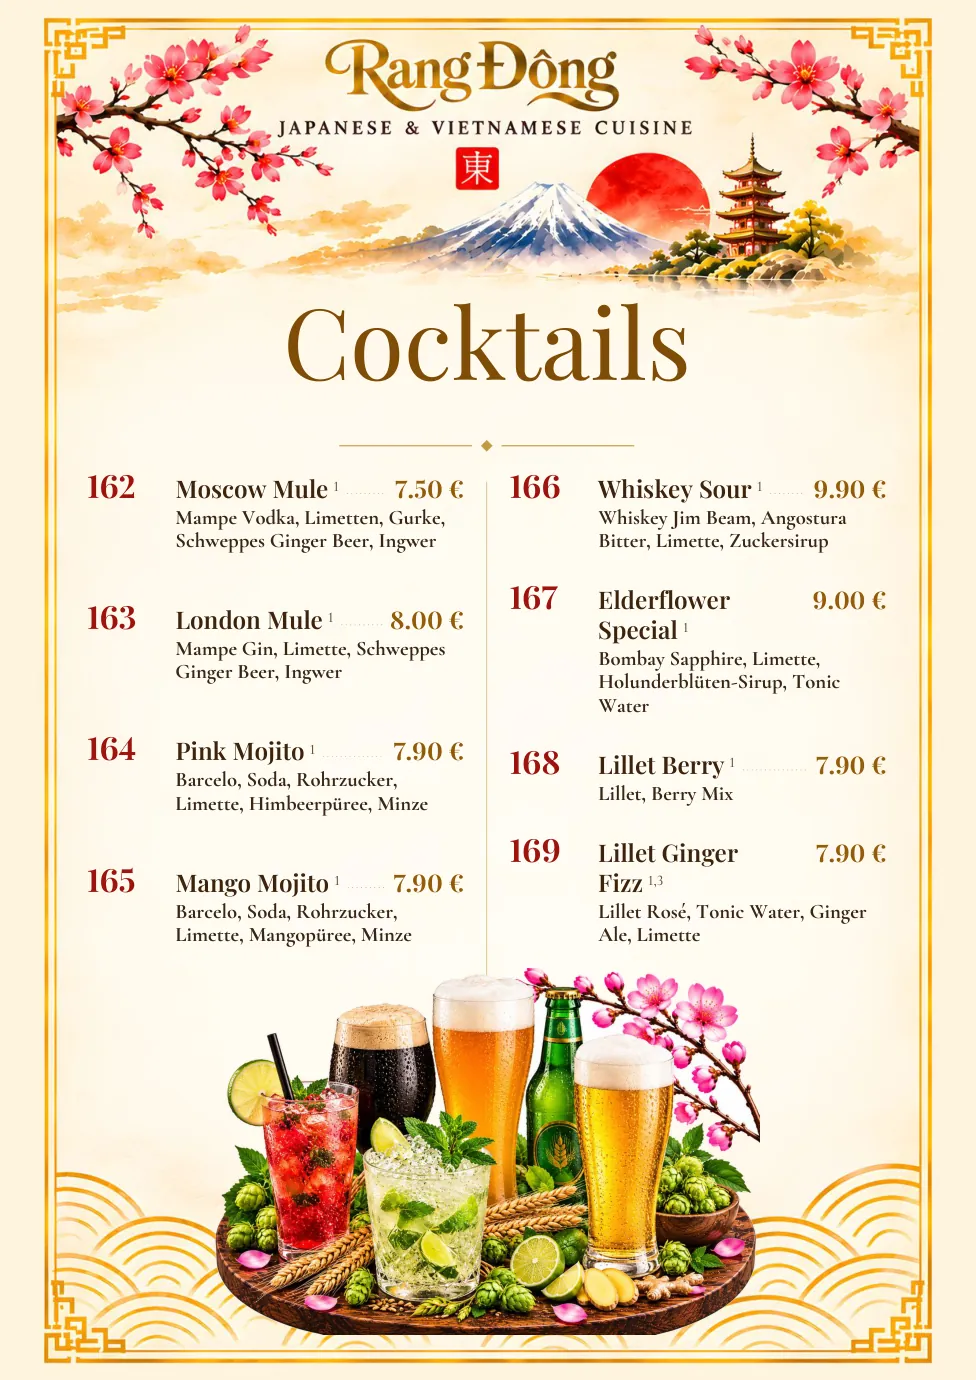 Rang Đông
JAPANESE & VIETNAMESE CUISINE
東
Cocktails
162 Moscow Mule 1 7.50 €
Mampe Vodka, Limetten, Gurke,
Schweppes Ginger Beer, Ingwer
163 London Mule 1 8.00 €
Mampe Gin, Limette, Schweppes
Ginger Beer, Ingwer
164 Pink Mojito 1 7.90 €
Barcelo, Soda, Rohrzucker,
Limette, Himbeerpüree, Minze
165 Mango Mojito 1 7.90 €
Barcelo, Soda, Rohrzucker,
Limette, Mangopüree, Minze
166 Whiskey Sour 1 9.90 €
Whiskey Jim Beam, Angostura
Bitter, Limette, Zuckersirup
167 Elderflower 9.00 €
Special 1
Bombay Sapphire, Limette,
Holunderblüten-Sirup, Tonic
Water
168 Lillet Berry 1 7.90 €
Lillet, Berry Mix
169 Lillet Ginger 7.90 €
Fizz 1,3
Lillet Rosé, Tonic Water, Ginger
Ale, Limette